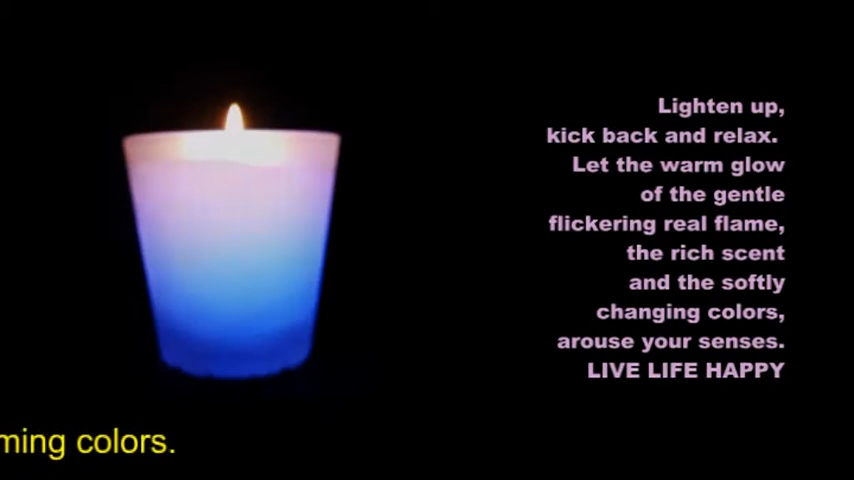 Lighten up,
kick back and relax.
Let the warm glow
of the gentle
flickering real flame,
the rich scent
and the softly
changing colors,
arouse your senses.
LIVE LIFE HAPPY
colors.